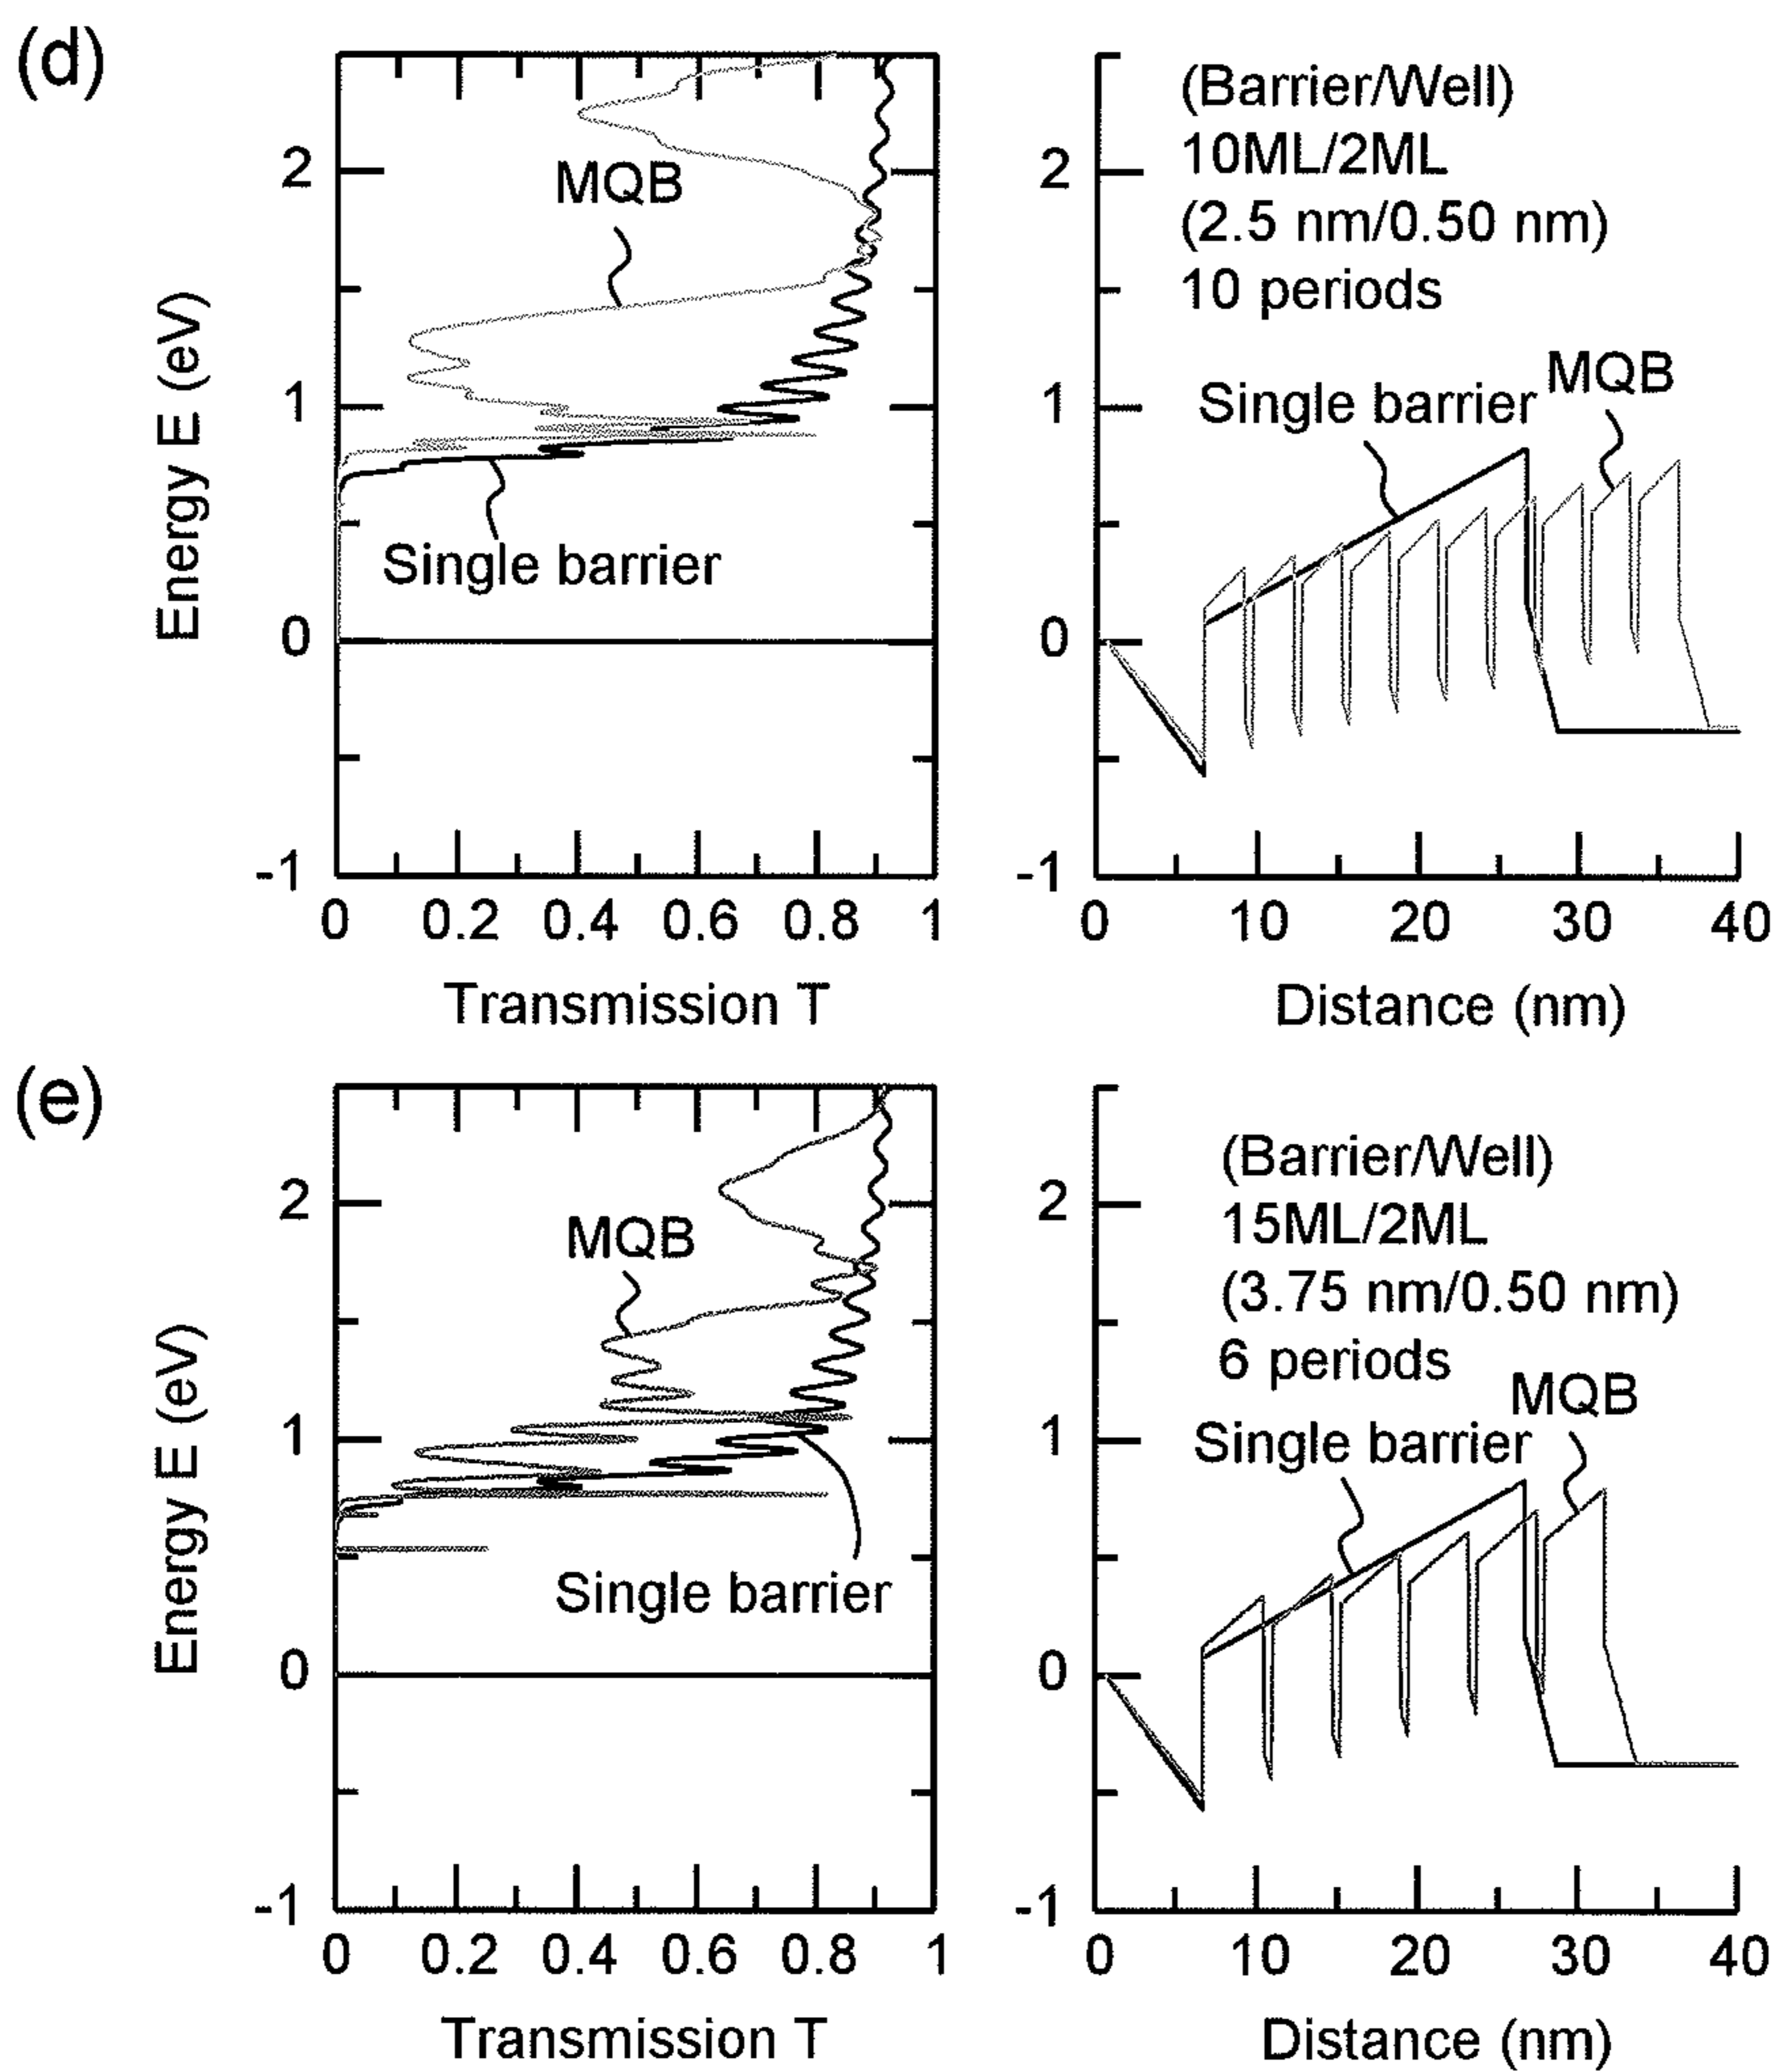 (d)
Energy E (eV)
2
1
0
-1
MQB
Single barrier
0 0.2 0.4 0.6 0.8 1
Transmission T
2
1
0
-1
(Barrier/Well)
10ML/2ML
(2.5 nm/0.50 nm)
10 periods
Single barrier
MQB
0 10 20 30 40
Distance (nm)
(e)
Energy E (eV)
2
1
0
-1
MQB
Single barrier
0 0.2 0.4 0.6 0.8 1
Transmission T
2
1
0
-1
(Barrier/Well)
15ML/2ML
(3.75 nm/0.50 nm)
6 periods
MQB
Single barrier
0 10 20 30 40
Distance (nm)